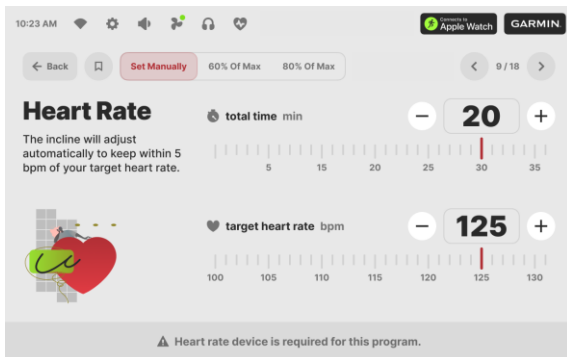 10:23 AM
Connects to
Apple Watch
GARMIN.
Back
Set Manually
60% Of Max
80% Of Max
9 / 18
Heart Rate
The incline will adjust
automatically to keep within 5
bpm of your target heart rate.
total time min
20
5 15 20 25 30 35
target heart rate bpm
125
100 105 110 115 120 125 130
Heart rate device is required for this program.